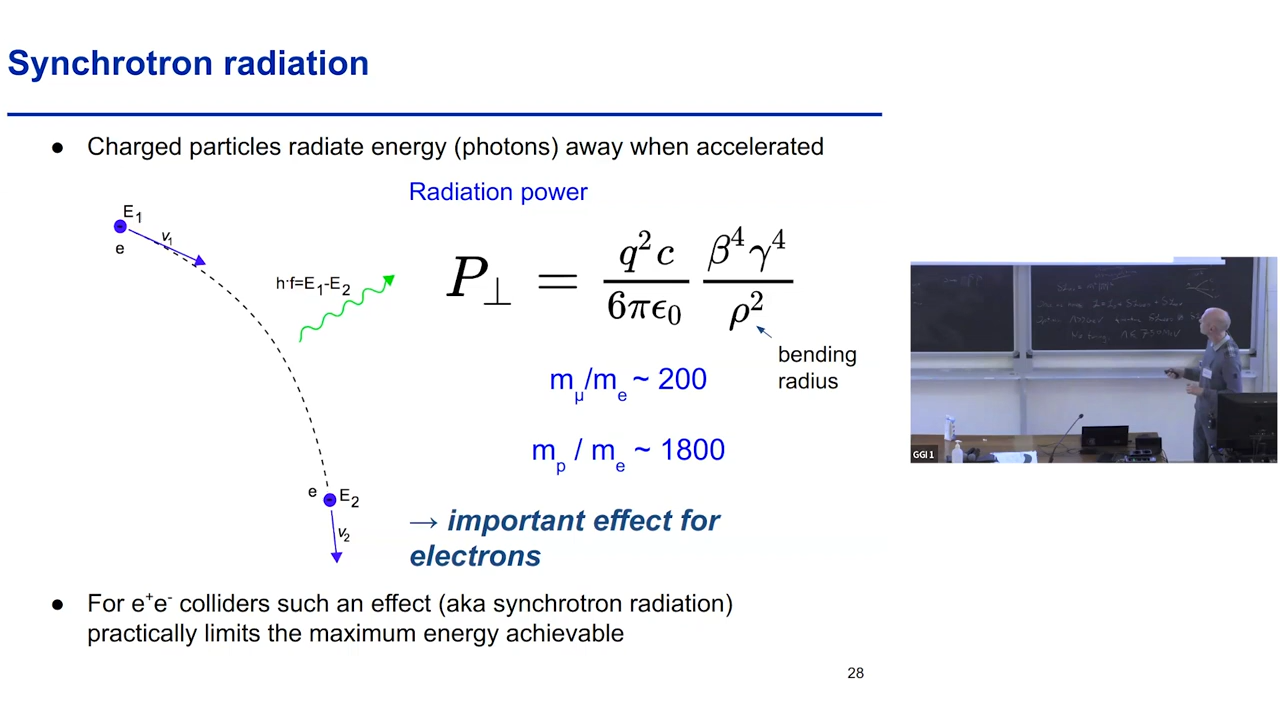 Synchrotron radiation
● Charged particles radiate energy (photons) away when accelerated
Radiation power
E₁
v₁
e
h·f=E₁-E₂
P⊥ = q²c / 6πϵ₀ β⁴γ⁴ / ρ²
bending
radius
mμ/mₑ ~ 200
mₚ / mₑ ~ 1800
e E₂
v₂
→ important effect for
electrons
● For e⁺e⁻ colliders such an effect (aka synchrotron radiation)
practically limits the maximum energy achievable
28
GGI 1